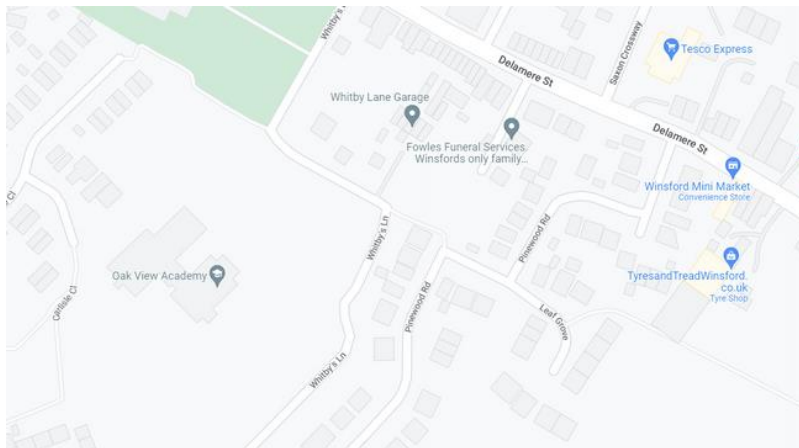 Whitby's Ln
Delamere St
Saxon Crossway
Tesco Express
Whitby Lane Garage
Fowles Funeral Services
Winsfords only family...
Delamere St
Winsford Mini Market
Convenience Store
Whitby's Ln
Pinewood Rd
TyresandTreadWinsford.
co.uk
Tyre Shop
Oak View Academy
Carlisle Cl
Pinewood Rd
Leaf Grove
Whitby's Ln